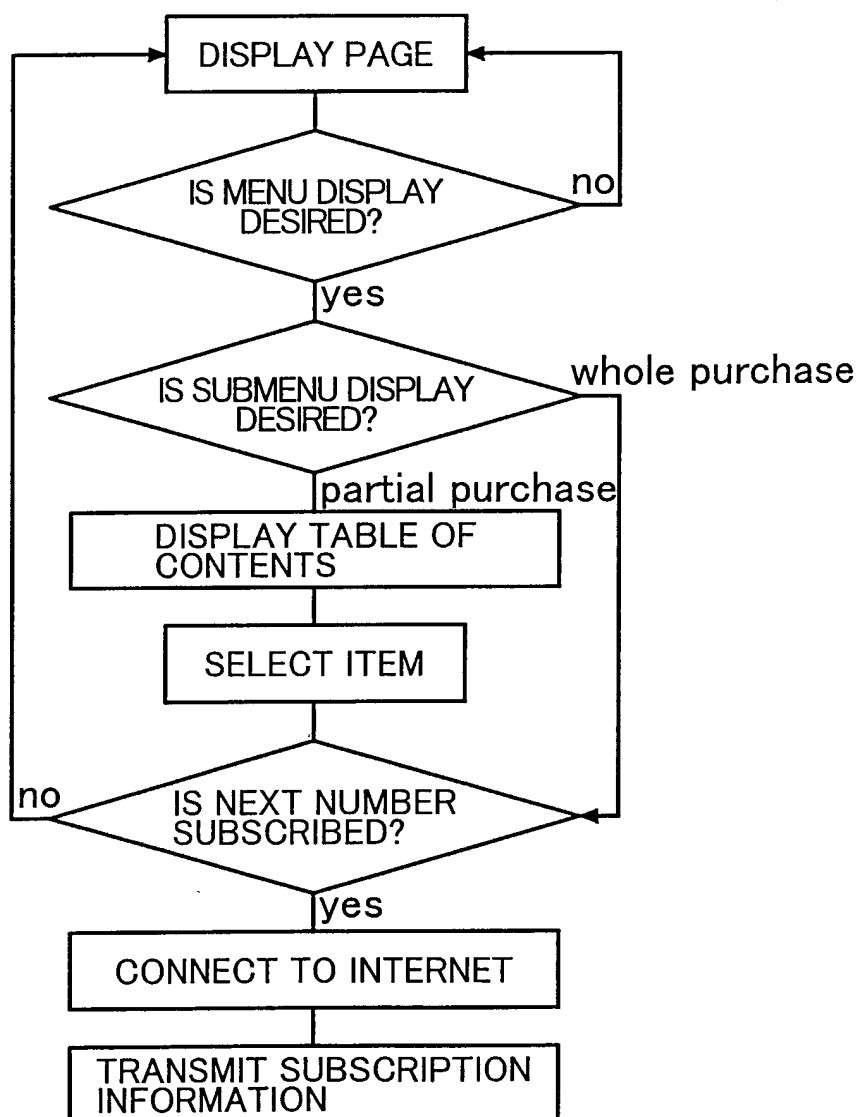 DISPLAY PAGE
IS MENU DISPLAY
DESIRED?
no
yes
IS SUBMENU DISPLAY
DESIRED?
whole purchase
partial purchase
DISPLAY TABLE OF
CONTENTS
SELECT ITEM
no
IS NEXT NUMBER
SUBSCRIBED?
yes
CONNECT TO INTERNET
TRANSMIT SUBSCRIPTION
INFORMATION